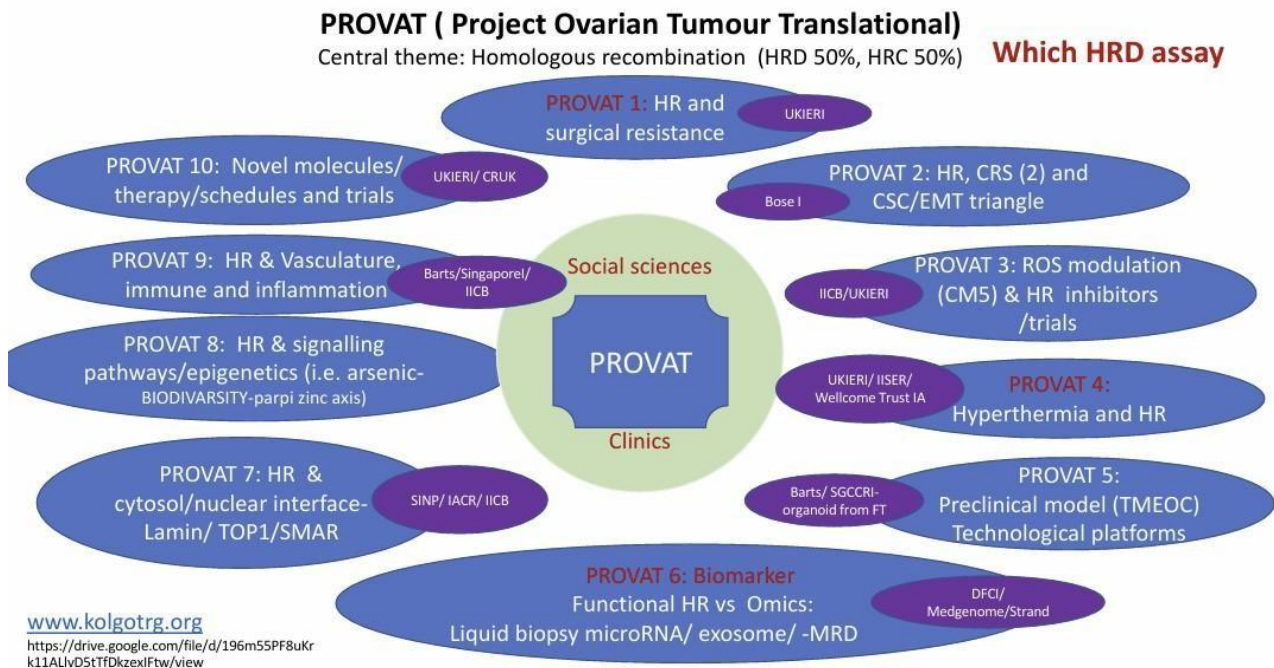 PROVAT ( Project Ovarian Tumour Translational)
Central theme: Homologous recombination (HRD 50%, HRC 50%)
Which HRD assay
PROVAT 1: HR and
surgical resistance
UKIERI
PROVAT 10: Novel molecules/
therapy/schedules and trials
UKIERI/ CRUK
PROVAT 2: HR, CRS (2) and
CSC/EMT triangle
Bose I
PROVAT 9: HR & Vasculature,
immune and inflammation
Barts/Singaporel/
IICB
Social sciences
PROVAT
Clinics
PROVAT 3: ROS modulation
(CM5) & HR inhibitors
/trials
IICB/UKIERI
PROVAT 8: HR & signalling
pathways/epigenetics (i.e. arsenic-
BIODIVARSITY-parpi zinc axis)
UKIERI/ IISER/
Wellcome Trust IA
PROVAT 4:
Hyperthermia and HR
PROVAT 7: HR &
cytosol/nuclear interface-
Lamin/ TOP1/SMAR
SINP/ IACR/ IICB
Barts/ SGCCRI-
organoid from FT
PROVAT 5:
Preclinical model (TMEOC)
Technological platforms
PROVAT 6: Biomarker
Functional HR vs Omics:
Liquid biopsy microRNA/ exosome/ -MRD
DFCI/
Medgenome/Strand
www.kolgotrg.org
https://drive.google.com/file/d/196m55PF8uKr
k11ALlvD5tTfDkzexIFtw/view